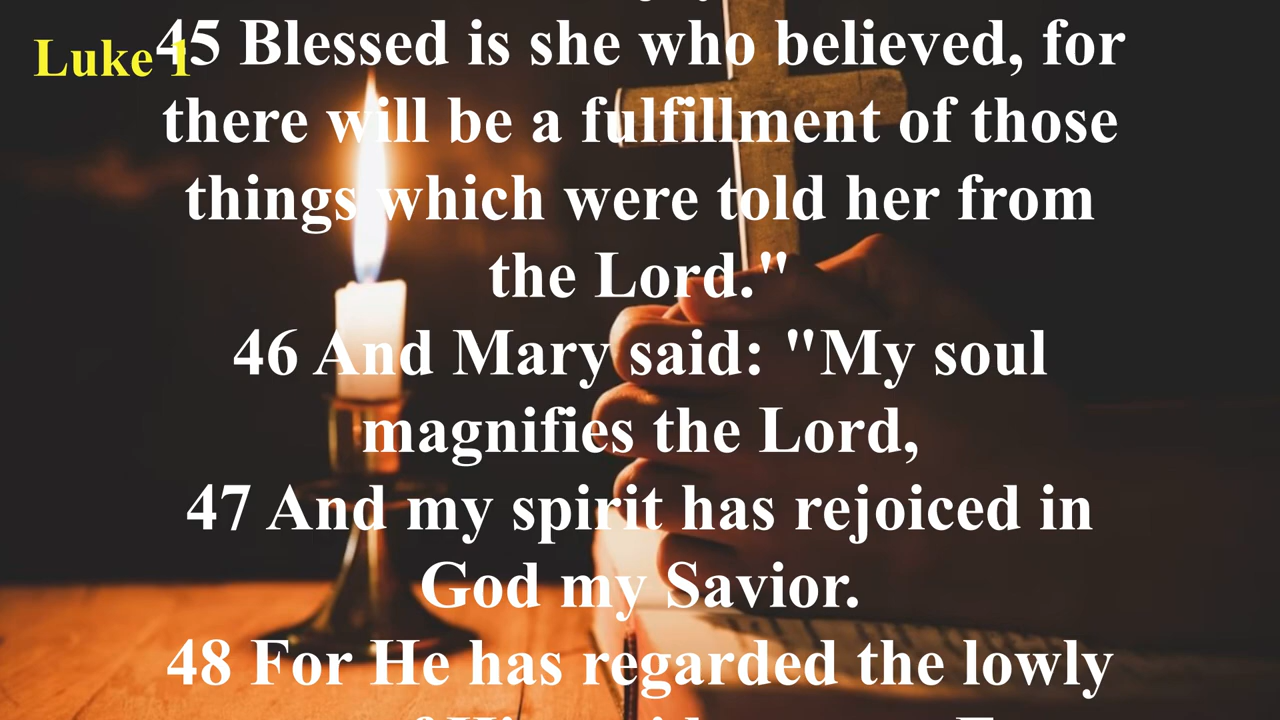 Luke 1
45 Blessed is she who believed, for
there will be a fulfillment of those
things which were told her from
the Lord."
46 And Mary said: "My soul
magnifies the Lord,
47 And my spirit has rejoiced in
God my Savior.
48 For He has regarded the lowly